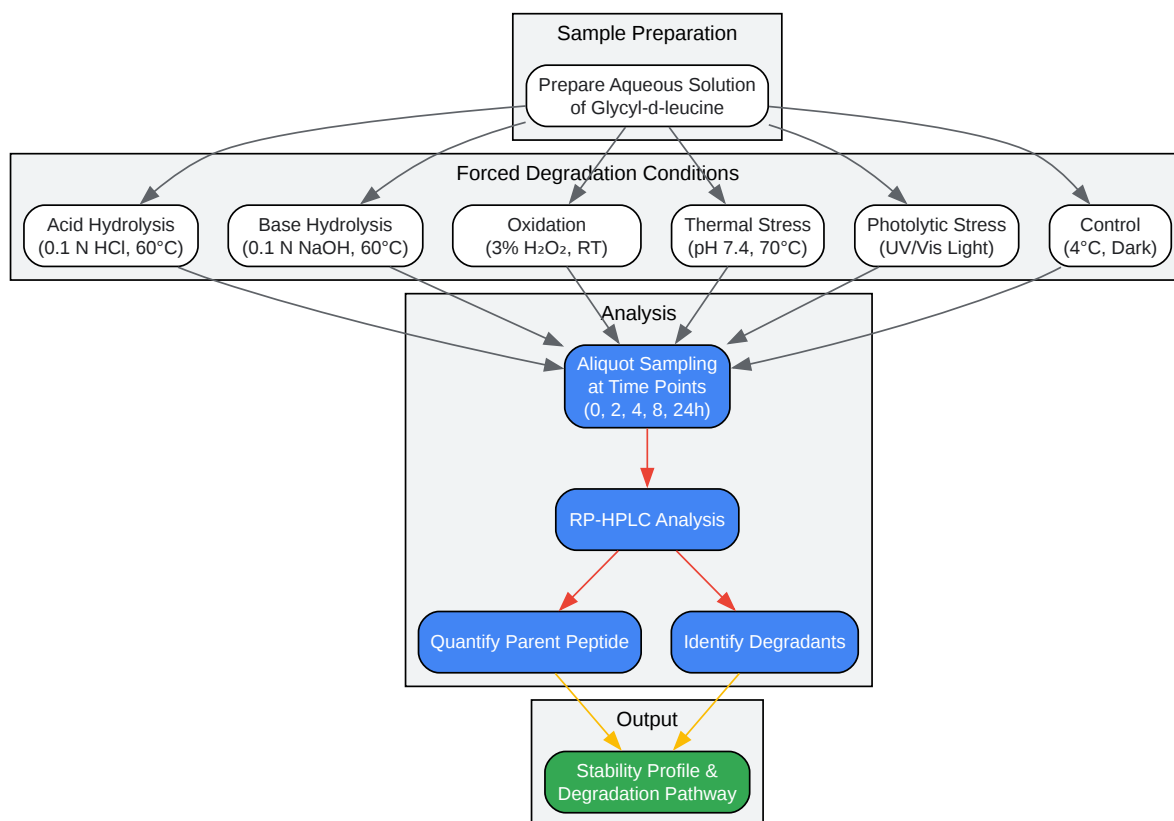 Sample Preparation
Prepare Aqueous Solution
of Glycyl-d-leucine
Forced Degradation Conditions
Acid Hydrolysis
(0.1 N HCl, 60°C)
Base Hydrolysis
(0.1 N NaOH, 60°C)
Oxidation
(3% H₂O₂, RT)
Thermal Stress
(pH 7.4, 70°C)
Photolytic Stress
(UV/Vis Light)
Control
(4°C, Dark)
Analysis
Aliquot Sampling
at Time Points
(0, 2, 4, 8, 24h)
RP-HPLC Analysis
Quantify Parent Peptide
Identify Degradants
Output
Stability Profile &
Degradation Pathway